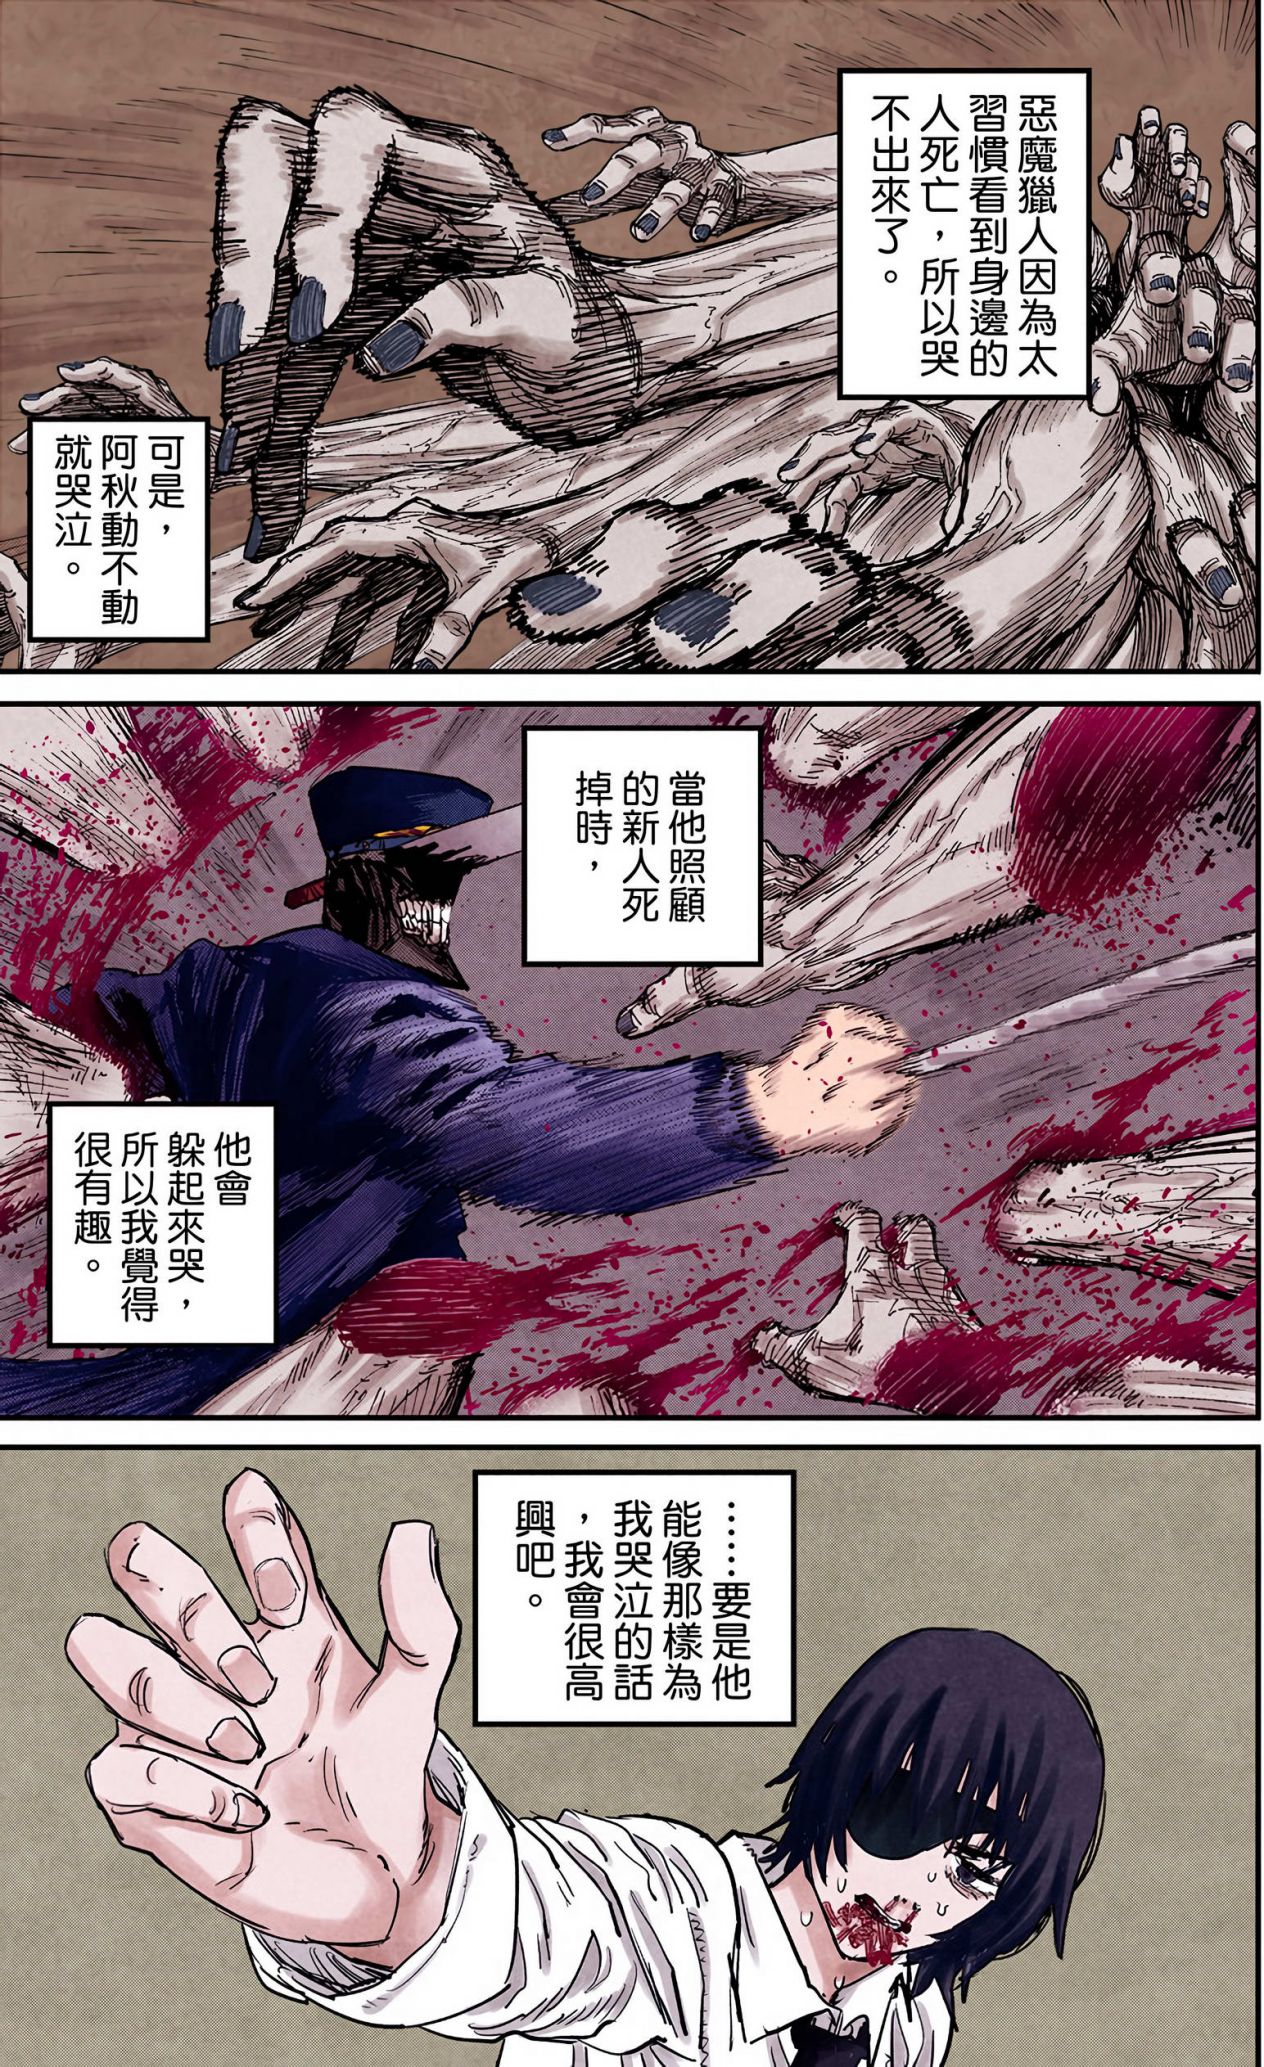 惡魔獵人因為太
習慣看到身邊的
人死亡，所以哭
不出來了。
可是，
阿秋動不動
就哭泣。
當他照顧
的新人死
掉時，
他會
躲起來哭，
所以我覺得
很有趣。
……要是他
能像那樣為
我哭泣的話
，我會很高
興吧。